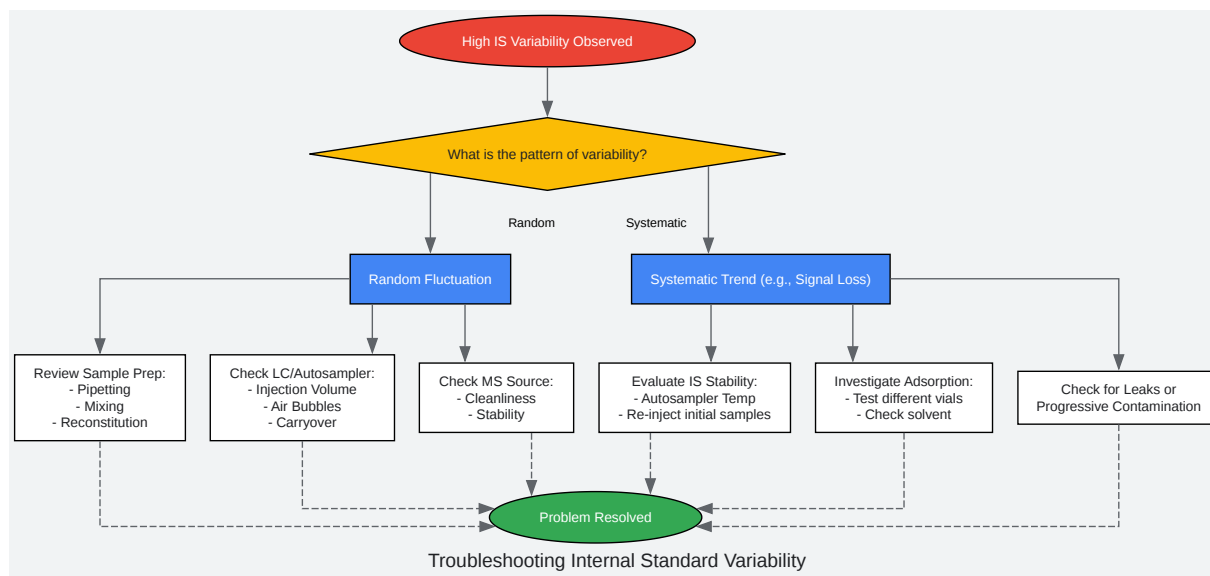 High IS Variability Observed
What is the pattern of variability?
Random
Systematic
Random Fluctuation
Systematic Trend (e.g., Signal Loss)
Review Sample Prep:
- Pipetting
- Mixing
- Reconstitution
Check LC/Autosampler:
- Injection Volume
- Air Bubbles
- Carryover
Check MS Source:
- Cleanliness
- Stability
Evaluate IS Stability:
- Autosampler Temp
- Re-inject initial samples
Investigate Adsorption:
- Test different vials
- Check solvent
Check for Leaks or
Progressive Contamination
Problem Resolved
Troubleshooting Internal Standard Variability